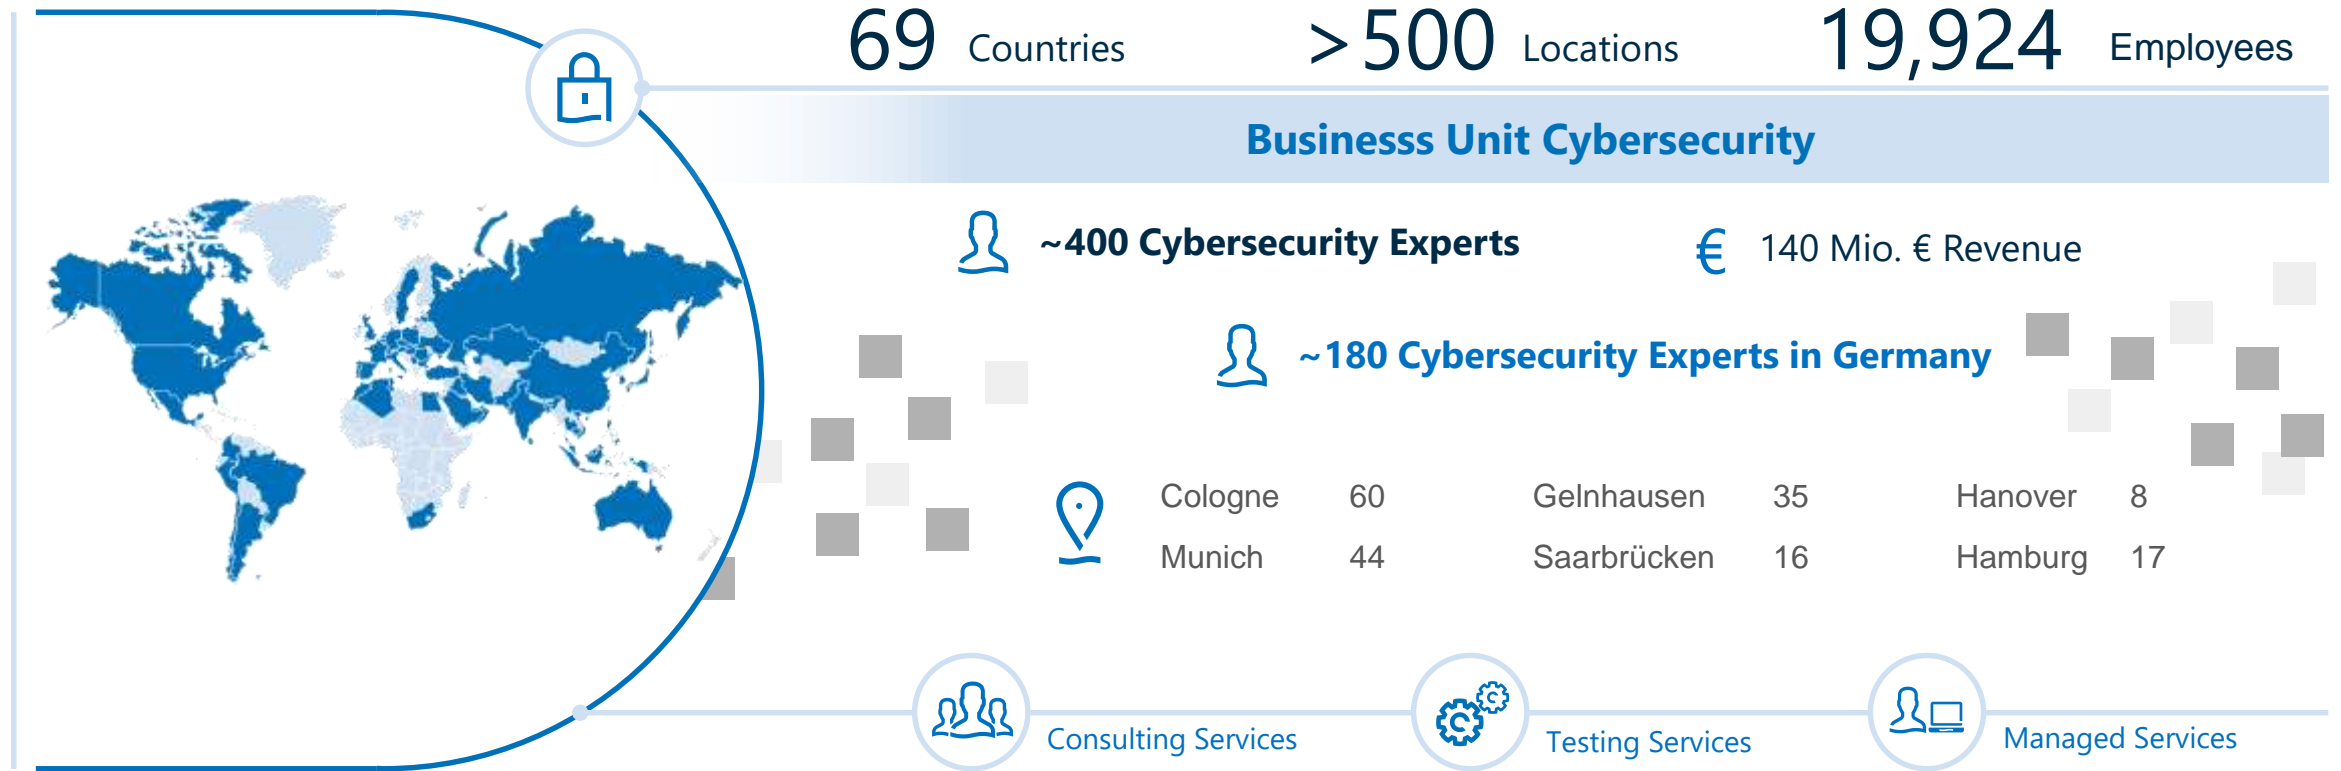 69 Countries >500 Locations 19,924 Employees
Businesss Unit Cybersecurity
~400 Cybersecurity Experts € 140 Mio. € Revenue
~180 Cybersecurity Experts in Germany
Cologne 60 Gelnhausen 35 Hanover 8
Munich 44 Saarbrücken 16 Hamburg 17
Consulting Services Testing Services Managed Services